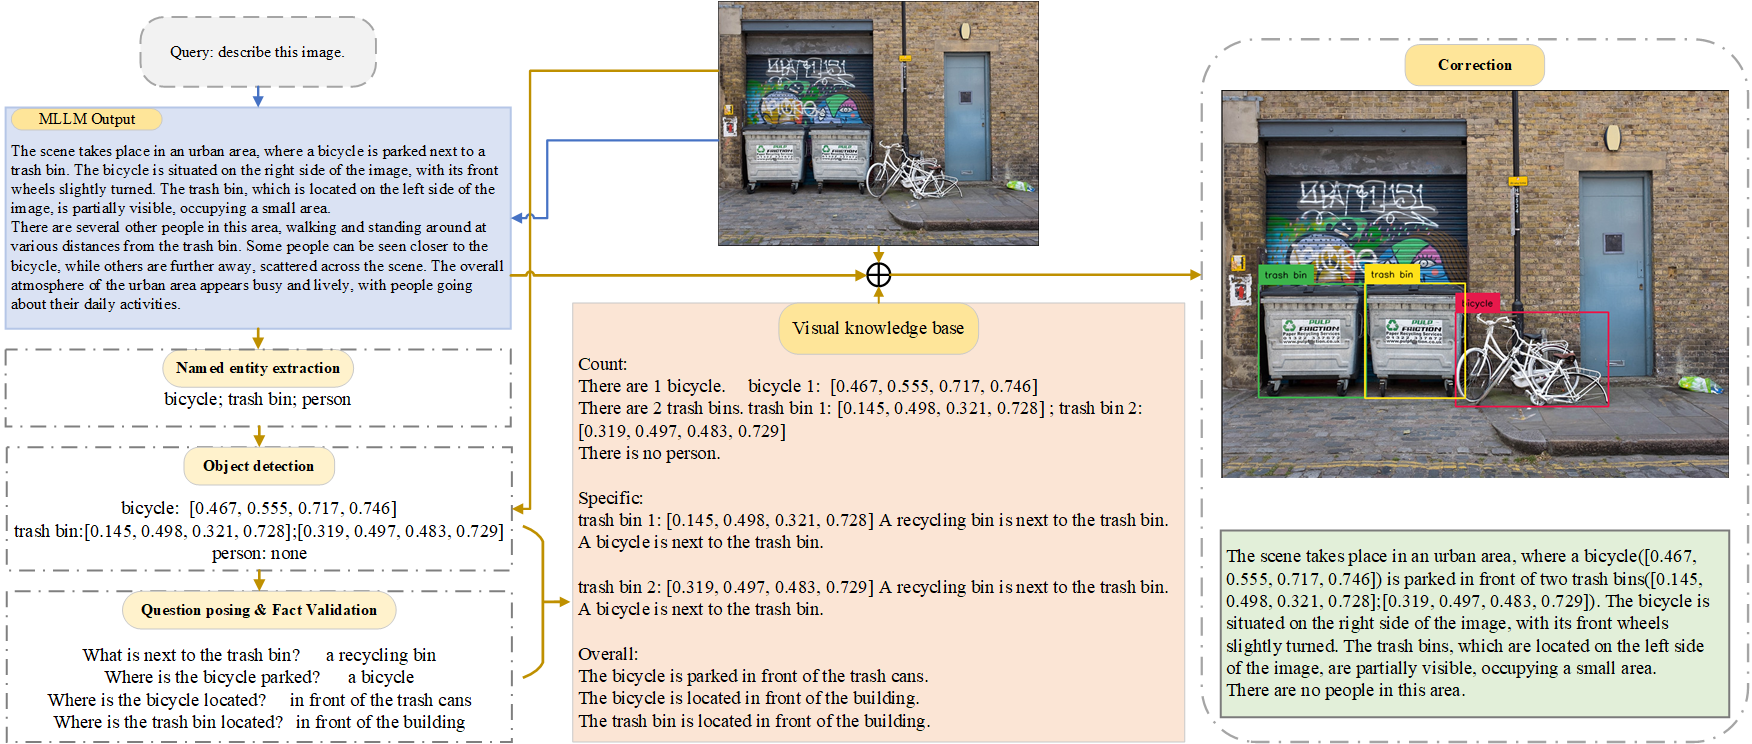 Query: describe this image.
MLLM Output
The scene takes place in an urban area, where a bicycle is parked next to a
trash bin. The bicycle is situated on the right side of the image, with its front
wheels slightly turned. The trash bin, which is located on the left side of the
image, is partially visible, occupying a small area.
There are several other people in this area, walking and standing around at
various distances from the trash bin. Some people can be seen closer to the
bicycle, while others are further away, scattered across the scene. The overall
atmosphere of the urban area appears busy and lively, with people going
about their daily activities.
Named entity extraction
bicycle; trash bin; person
Object detection
bicycle: [0.467, 0.555, 0.717, 0.746]
trash bin:[0.145, 0.498, 0.321, 0.728];[0.319, 0.497, 0.483, 0.729]
person: none
Question posing & Fact Validation
What is next to the trash bin? a recycling bin
Where is the bicycle parked? a bicycle
Where is the bicycle located? in front of the trash cans
Where is the trash bin located? in front of the building
Visual knowledge base
Count:
There are 1 bicycle. bicycle 1: [0.467, 0.555, 0.717, 0.746]
There are 2 trash bins. trash bin 1: [0.145, 0.498, 0.321, 0.728] ; trash bin 2:
[0.319, 0.497, 0.483, 0.729]
There is no person.
Specific:
trash bin 1: [0.145, 0.498, 0.321, 0.728] A recycling bin is next to the trash bin.
A bicycle is next to the trash bin.
trash bin 2: [0.319, 0.497, 0.483, 0.729] A recycling bin is next to the trash bin.
A bicycle is next to the trash bin.
Overall:
The bicycle is parked in front of the trash cans.
The bicycle is located in front of the building.
The trash bin is located in front of the building.
Correction
trash bin
trash bin
bicycle
PULP
FRICTION
Paper Recycling Services
PULP
FRICTION
Paper Recycling Services
The scene takes place in an urban area, where a bicycle([0.467,
0.555, 0.717, 0.746]) is parked in front of two trash bins([0.145,
0.498, 0.321, 0.728];[0.319, 0.497, 0.483, 0.729]). The bicycle is
situated on the right side of the image, with its front wheels
slightly turned. The trash bins, which are located on the left side
of the image, are partially visible, occupying a small area.
There are no people in this area.